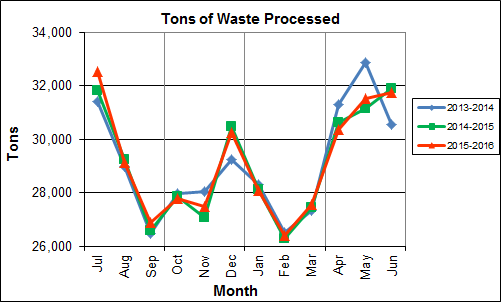 Tons of Waste Processed
34,000
32,000
30,000
28,000
26,000
Tons
Jul
Aug
Sep
Oct
Nov
Dec
Jan
Feb
Mar
Apr
May
Jun
Month
2013-2014
2014-2015
2015-2016